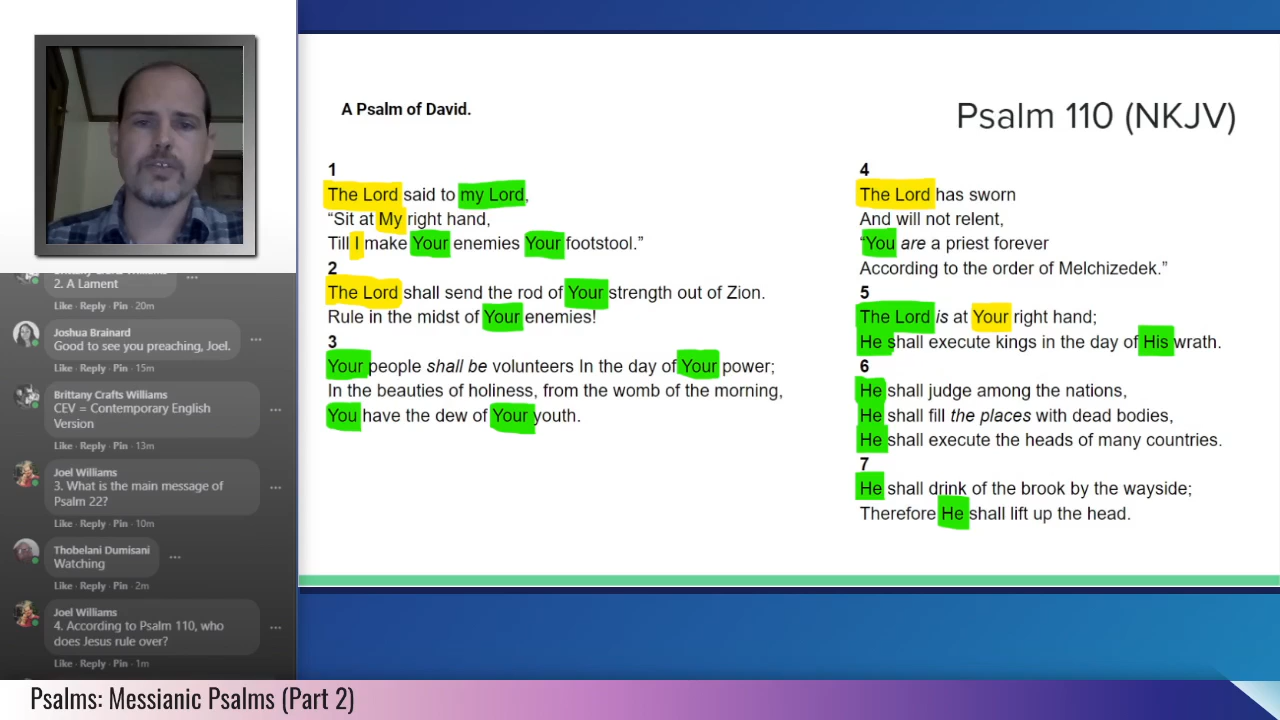 A Psalm of David.
Psalm 110 (NKJV)
1
The Lord said to my Lord,
“Sit at My right hand,
Till I make Your enemies Your footstool.”
2
The Lord shall send the rod of Your strength out of Zion.
Rule in the midst of Your enemies!
3
Your people shall be volunteers In the day of Your power;
In the beauties of holiness, from the womb of the morning,
You have the dew of Your youth.
4
The Lord has sworn
And will not relent,
“You are a priest forever
According to the order of Melchizedek.”
5
The Lord is at Your right hand;
He shall execute kings in the day of His wrath.
6
He shall judge among the nations,
He shall fill the places with dead bodies,
He shall execute the heads of many countries.
7
He shall drink of the brook by the wayside;
Therefore He shall lift up the head.
2. A Lament
Like · Reply · Pin · 20m
Joshua Brainard
Good to see you preaching, Joel.
Like · Reply · Pin · 15m
Brittany Crafts Williams
CEV = Contemporary English
Version
Like · Reply · Pin · 13m
Joel Williams
3. What is the main message of
Psalm 22?
Like · Reply · Pin · 10m
Thobelani Dumisani
Watching
Like · Reply · Pin · 2m
Joel Williams
4. According to Psalm 110, who
does Jesus rule over?
Like · Reply · Pin · 1m
Psalms: Messianic Psalms (Part 2)